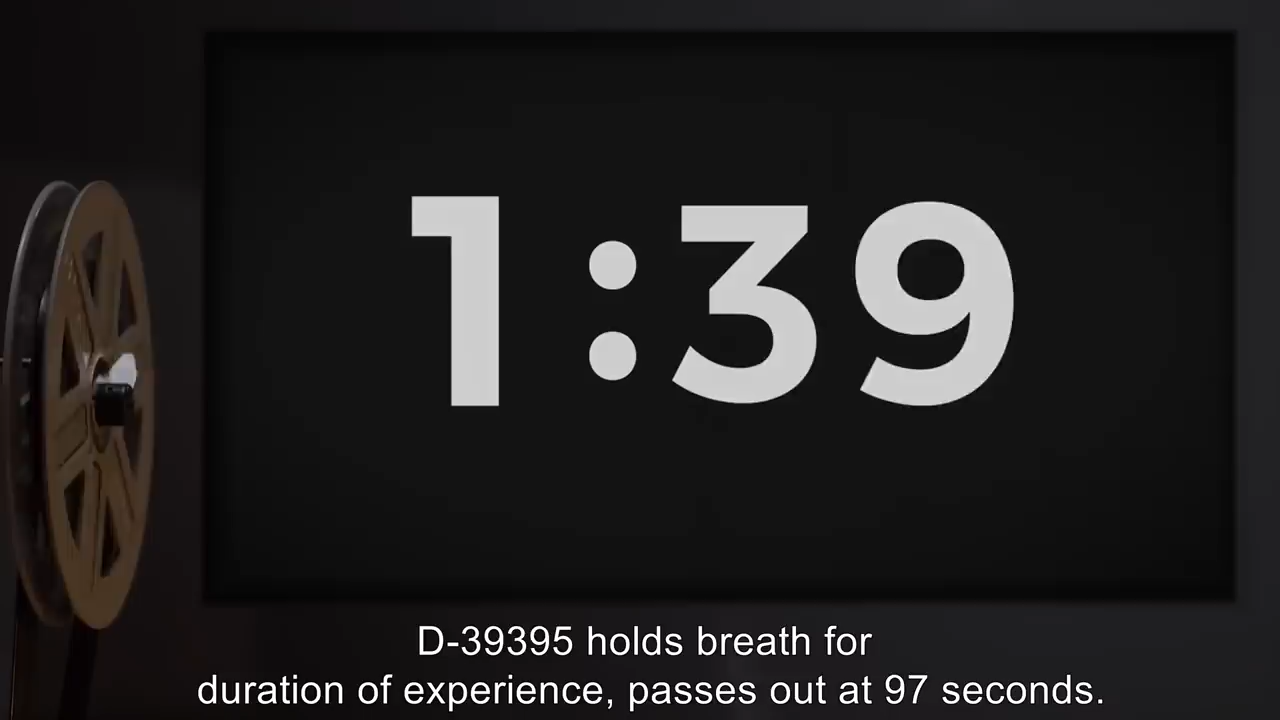 1:39
D-39395 holds breath for
duration of experience, passes out at 97 seconds.